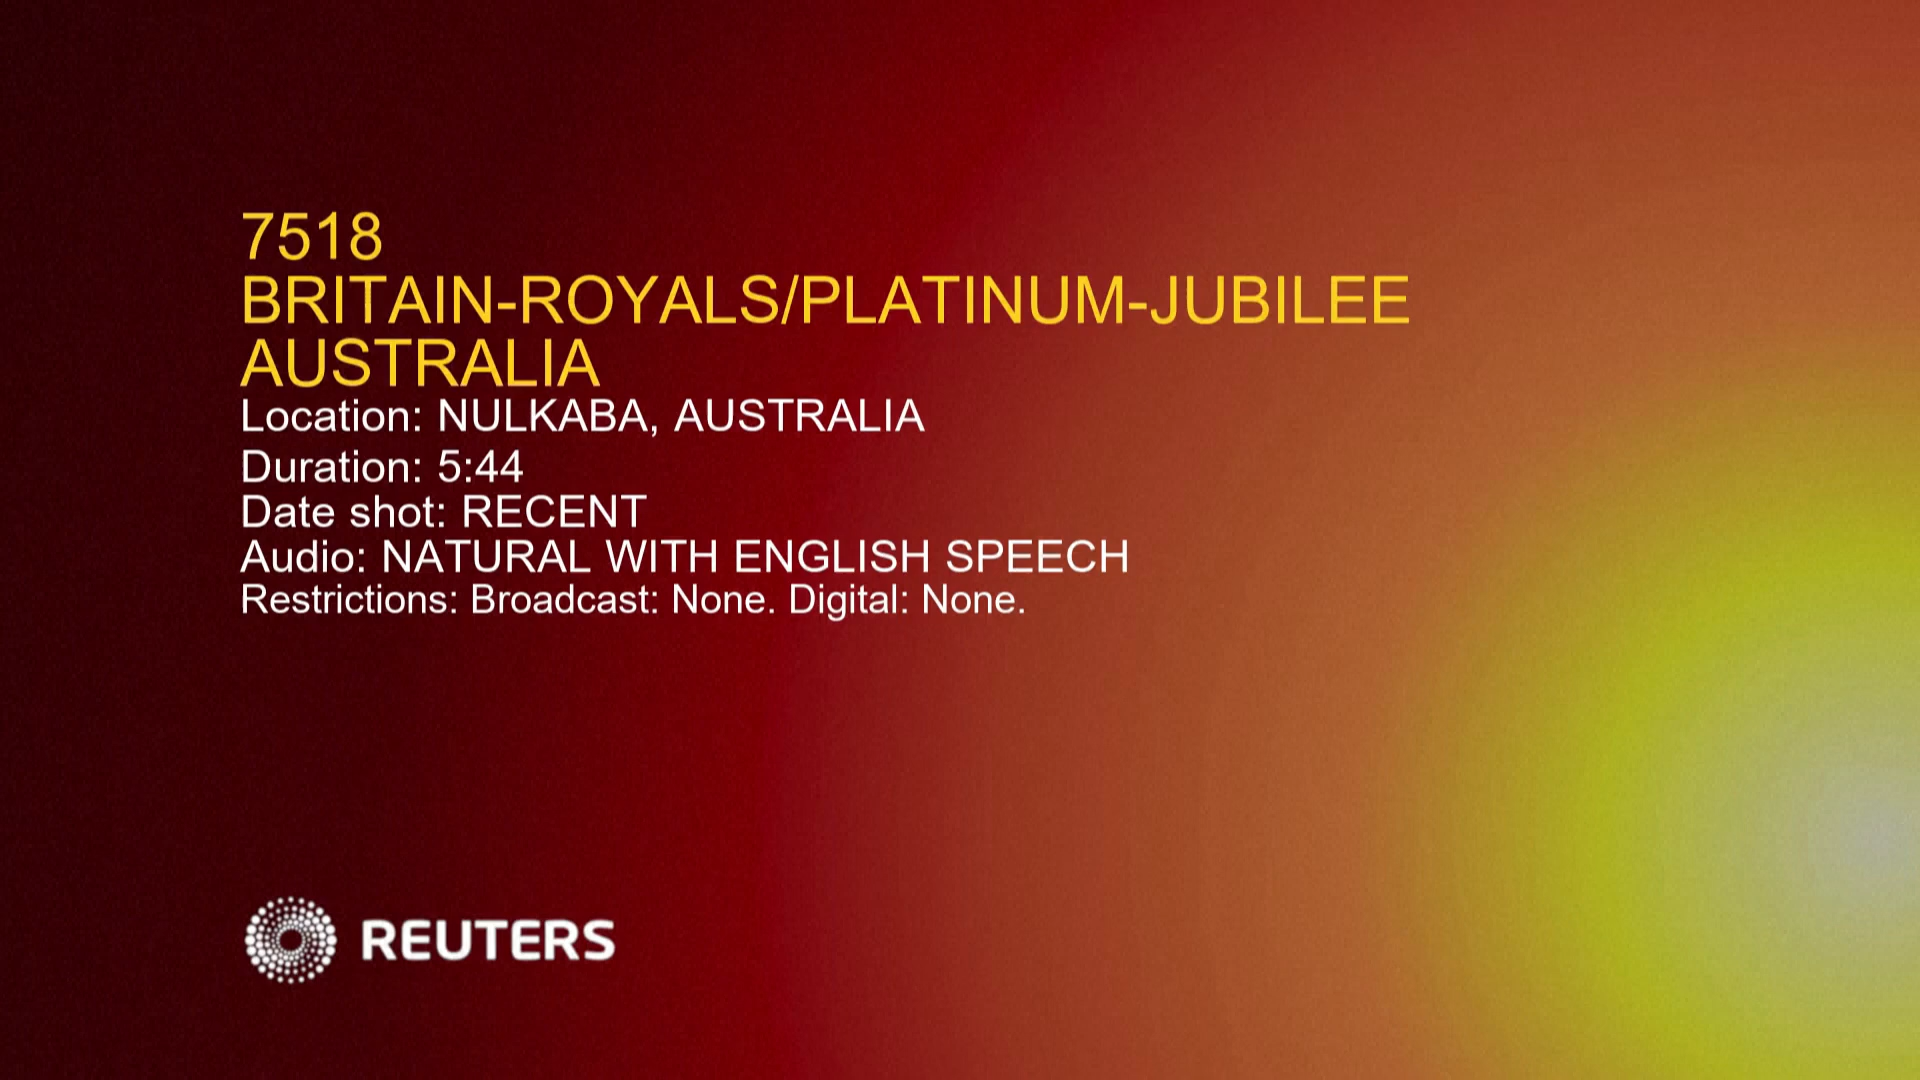 7518
BRITAIN-ROYALS/PLATINUM-JUBILEE
AUSTRALIA
Location: NULKABA, AUSTRALIA
Duration: 5:44
Date shot: RECENT
Audio: NATURAL WITH ENGLISH SPEECH
Restrictions: Broadcast: None. Digital: None.
REUTERS